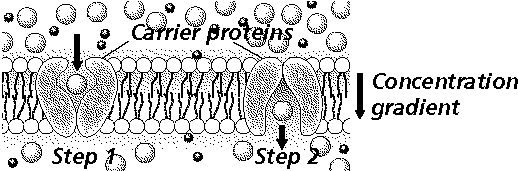 Carrier proteins
Concentration
gradient
Step 1
Step 2